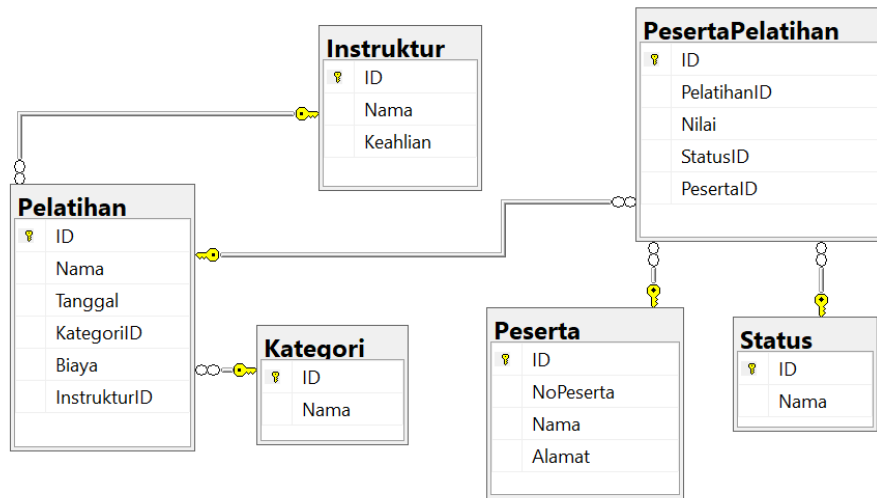 Instruktur
ID
Nama
Keahlian
PesertaPelatihan
ID
PelatihanID
Nilai
StatusID
PesertaID
Pelatihan
ID
Nama
Tanggal
KategoriID
Biaya
InstrukturID
Kategori
ID
Nama
Peserta
ID
NoPeserta
Nama
Alamat
Status
ID
Nama